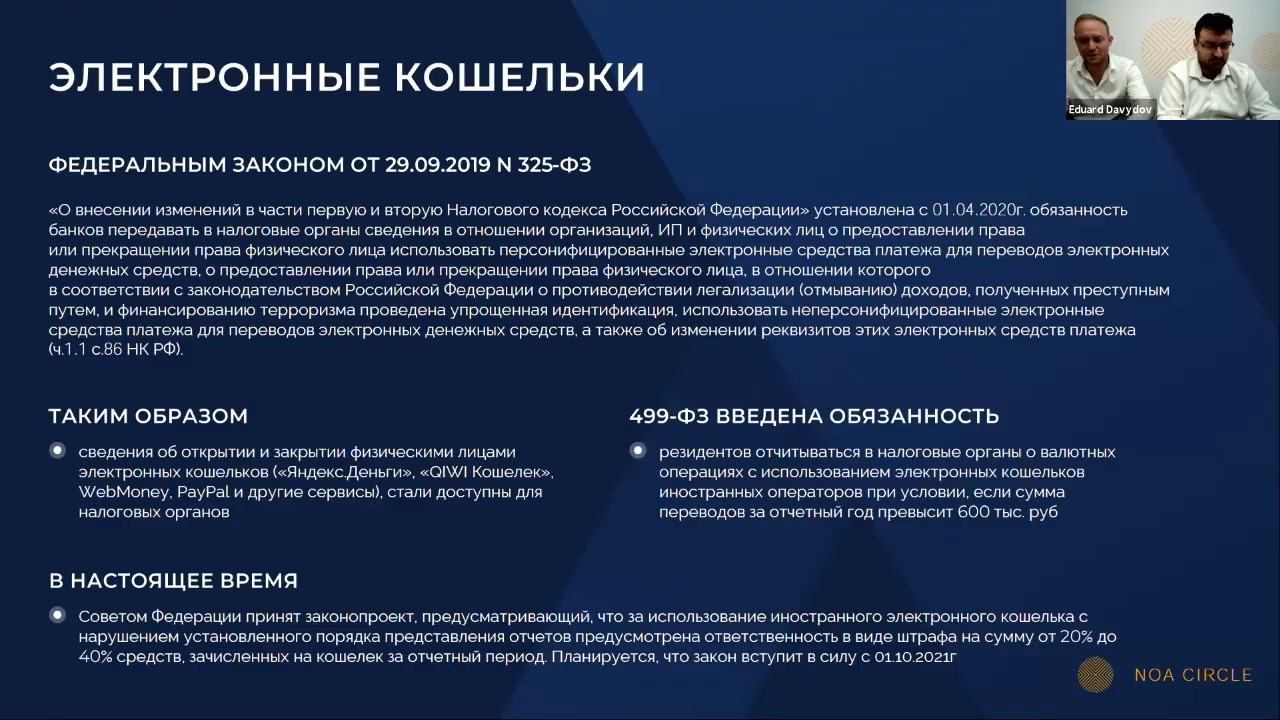 ЭЛЕКТРОННЫЕ КОШЕЛЬКИ
Eduard Davydov
ФЕДЕРАЛЬНЫМ ЗАКОНОМ ОТ 29.09.2019 N 325-ФЗ
«О внесении изменений в части первую и вторую Налогового кодекса Российской Федерации» установлена с 01.04.2020г. обязанность
банков передавать в налоговые органы сведения в отношении организаций, ИП и физических лиц о предоставлении права
или прекращении права физического лица использовать персонифицированные электронные средства платежа для переводов электронных
денежных средств, о предоставлении права или прекращении права физического лица, в отношении которого
в соответствии с законодательством Российской Федерации о противодействии легализации (отмыванию) доходов, полученных преступным
путем, и финансированию терроризма проведена упрощенная идентификация, использовать неперсонифицированные электронные
средства платежа для переводов электронных денежных средств, а также об изменении реквизитов этих электронных средств платежа
(ч.1.1 с.86 НК РФ).
ТАКИМ ОБРАЗОМ
сведения об открытии и закрытии физическими лицами
электронных кошельков («Яндекс.Деньги», «QIWI Кошелек»,
WebMoney, PayPal и другие сервисы), стали доступны для
налоговых органов
499-ФЗ ВВЕДЕНА ОБЯЗАННОСТЬ
резидентов отчитываться в налоговые органы о валютных
операциях с использованием электронных кошельков
иностранных операторов при условии, если сумма
переводов за отчетный год превысит 600 тыс. руб
В НАСТОЯЩЕЕ ВРЕМЯ
Советом Федерации принят законопроект, предусматривающий, что за использование иностранного электронного кошелька с
нарушением установленного порядка представления отчетов предусмотрена ответственность в виде штрафа на сумму от 20% до
40% средств, зачисленных на кошелек за отчетный период. Планируется, что закон вступит в силу с 01.10.2021г
NOA CIRCLE